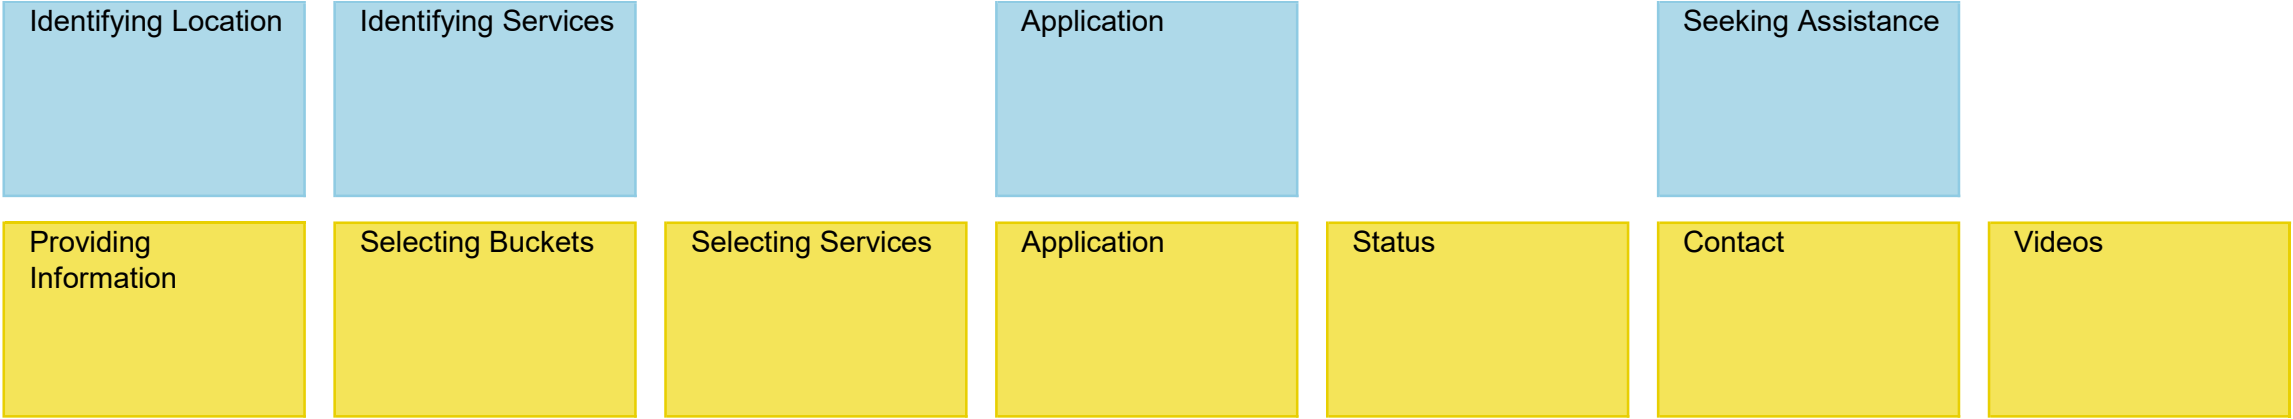 Identifying Location
Identifying Services
Application
Seeking Assistance
Providing
Information
Selecting Buckets
Selecting Services
Application
Status
Contact
Videos